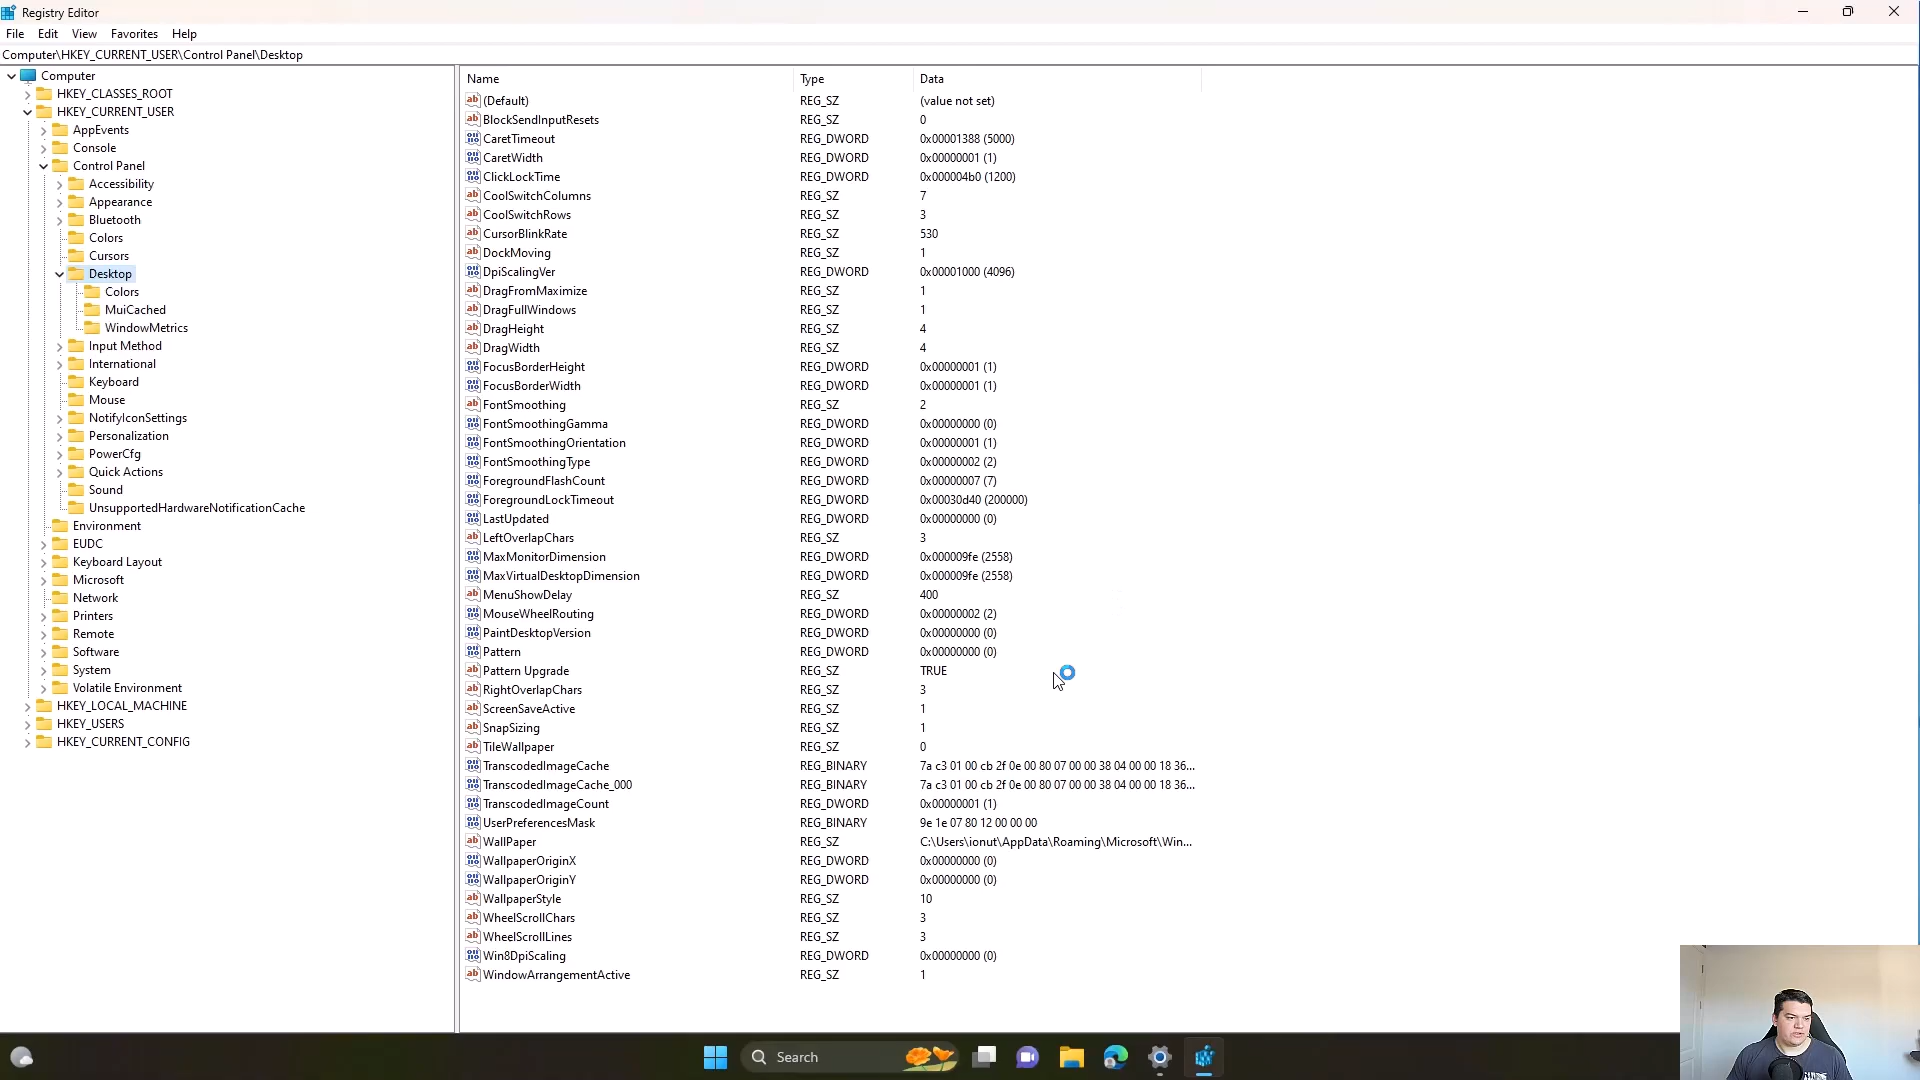 Registry Editor
File Edit View Favorites Help
Computer\HKEY_CURRENT_USER\Control Panel\Desktop
Computer
HKEY_CLASSES_ROOT
HKEY_CURRENT_USER
AppEvents
Console
Control Panel
Accessibility
Appearance
Bluetooth
Colors
Cursors
Desktop
Colors
MuiCached
WindowMetrics
Input Method
International
Keyboard
Mouse
NotifyIconSettings
Personalization
PowerCfg
Quick Actions
Sound
UnsupportedHardwareNotificationCache
Environment
EUDC
Keyboard Layout
Microsoft
Network
Printers
Remote
Software
System
Volatile Environment
HKEY_LOCAL_MACHINE
HKEY_USERS
HKEY_CURRENT_CONFIG
Name Type Data
(Default) REG_SZ (value not set)
BlockSendInputResets REG_SZ 0
CaretTimeout REG_DWORD 0x00001388 (5000)
CaretWidth REG_DWORD 0x00000001 (1)
ClickLockTime REG_DWORD 0x000004b0 (1200)
CoolSwitchColumns REG_SZ 7
CoolSwitchRows REG_SZ 3
CursorBlinkRate REG_SZ 530
DockMoving REG_SZ 1
DpiScalingVer REG_DWORD 0x00001000 (4096)
DragFromMaximize REG_SZ 1
DragFullWindows REG_SZ 1
DragHeight REG_SZ 4
DragWidth REG_SZ 4
FocusBorderHeight REG_DWORD 0x00000001 (1)
FocusBorderWidth REG_DWORD 0x00000001 (1)
FontSmoothing REG_SZ 2
FontSmoothingGamma REG_DWORD 0x00000000 (0)
FontSmoothingOrientation REG_DWORD 0x00000001 (1)
FontSmoothingType REG_DWORD 0x00000002 (2)
ForegroundFlashCount REG_DWORD 0x00000007 (7)
ForegroundLockTimeout REG_DWORD 0x00030d40 (200000)
LastUpdated REG_DWORD 0x00000000 (0)
LeftOverlapChars REG_SZ 3
MaxMonitorDimension REG_DWORD 0x000009fe (2558)
MaxVirtualDesktopDimension REG_DWORD 0x000009fe (2558)
MenuShowDelay REG_SZ 400
MouseWheelRouting REG_DWORD 0x00000002 (2)
PaintDesktopVersion REG_DWORD 0x00000000 (0)
Pattern REG_DWORD 0x00000000 (0)
Pattern Upgrade REG_SZ TRUE
RightOverlapChars REG_SZ 3
ScreenSaveActive REG_SZ 1
SnapSizing REG_SZ 1
TileWallpaper REG_SZ 0
TranscodedImageCache REG_BINARY 7a c3 01 00 cb 2f 0e 00 80 07 00 00 38 04 00 00 18 36...
TranscodedImageCache_000 REG_BINARY 7a c3 01 00 cb 2f 0e 00 80 07 00 00 38 04 00 00 18 36...
TranscodedImageCount REG_DWORD 0x00000001 (1)
UserPreferencesMask REG_BINARY 9e 1e 07 80 12 00 00 00
WallPaper REG_SZ C:\Users\ionut\AppData\Roaming\Microsoft\Win...
WallpaperOriginX REG_DWORD 0x00000000 (0)
WallpaperOriginY REG_DWORD 0x00000000 (0)
WallpaperStyle REG_SZ 10
WheelScrollChars REG_SZ 3
WheelScrollLines REG_SZ 3
Win8DpiScaling REG_DWORD 0x00000000 (0)
WindowArrangementActive REG_SZ 1
Search